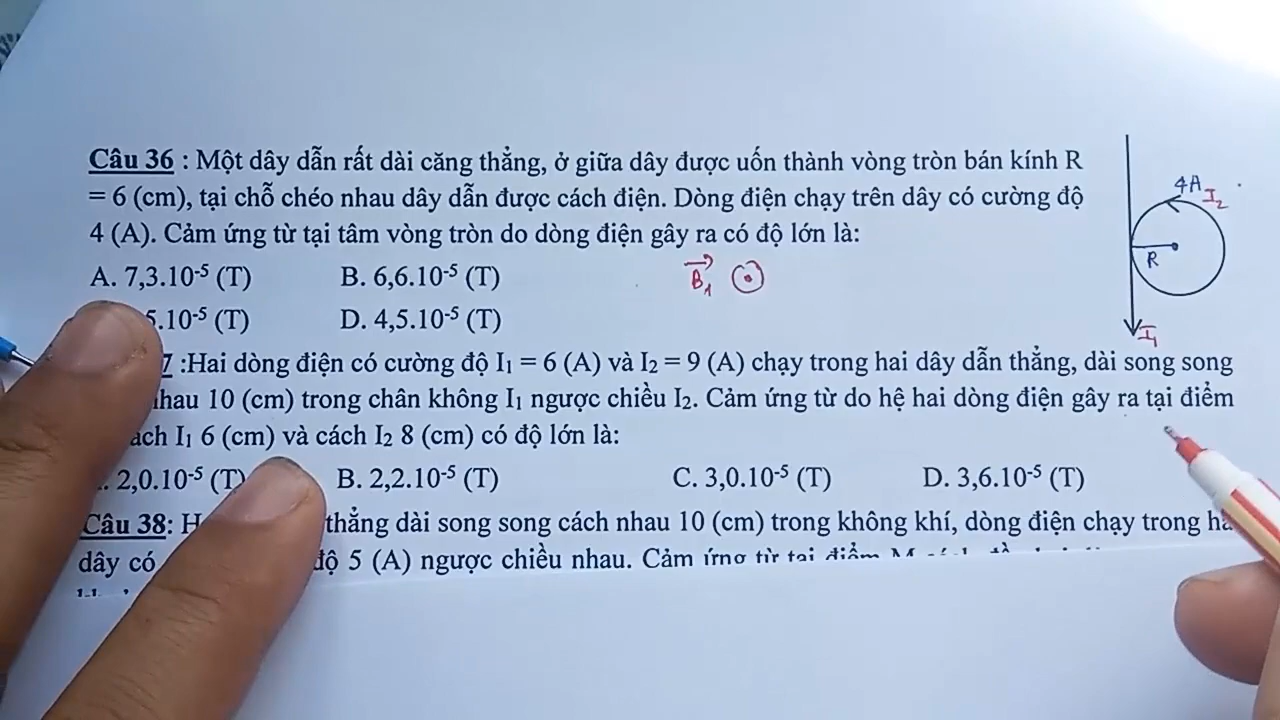 Câu 36 : Một dây dẫn rất dài căng thẳng, ở giữa dây được uốn thành vòng tròn bán kính R
= 6 (cm), tại chỗ chéo nhau dây dẫn được cách điện. Dòng điện chạy trên dây có cường độ
4 (A). Cảm ứng từ tại tâm vòng tròn do dòng điện gây ra có độ lớn là:
4A I₂
R
I₁
A. 7,3.10⁻⁵ (T) B. 6,6.10⁻⁵ (T)
B₁
5.10⁻⁵ (T) D. 4,5.10⁻⁵ (T)
7 :Hai dòng điện có cường độ I₁ = 6 (A) và I₂ = 9 (A) chạy trong hai dây dẫn thẳng, dài song song
nhau 10 (cm) trong chân không I₁ ngược chiều I₂. Cảm ứng từ do hệ hai dòng điện gây ra tại điểm
I₁ 6 (cm) và cách I₂ 8 (cm) có độ lớn là:
2,0.10⁻⁵ (T) B. 2,2.10⁻⁵ (T) C. 3,0.10⁻⁵ (T) D. 3,6.10⁻⁵ (T)
Câu 38: thẳng dài song song cách nhau 10 (cm) trong không khí, dòng điện chạy trong
dây có độ 5 (A) ngược chiều nhau. Cảm ứng từ tại điểm M